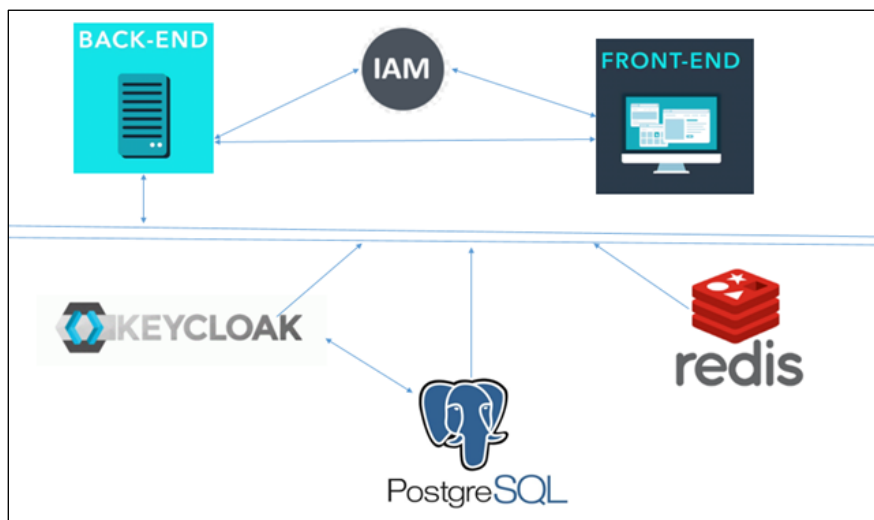 BACK-END
IAM
FRONT-END
KEYCLOAK
redis
PostgreSQL